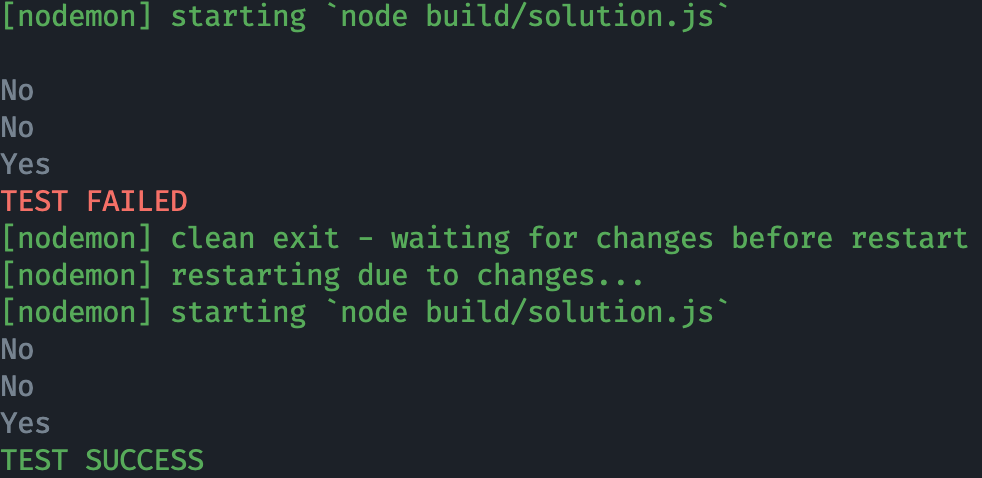 [nodemon] starting `node build/solution.js`

No
No
Yes
TEST FAILED
[nodemon] clean exit - waiting for changes before restart
[nodemon] restarting due to changes...
[nodemon] starting `node build/solution.js`
No
No
Yes
TEST SUCCESS